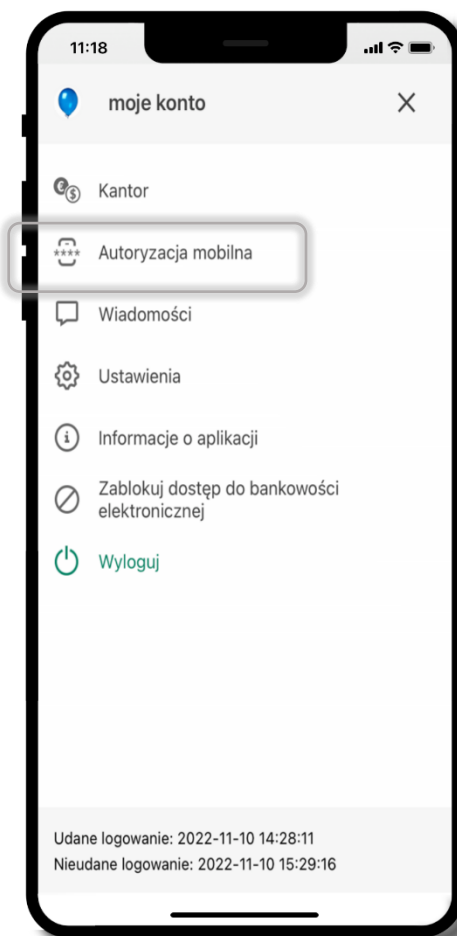 11:18
moje konto
Kantor
Autoryzacja mobilna
Wiadomości
Ustawienia
Informacje o aplikacji
Zablokuj dostęp do bankowości
elektronicznej
Wyloguj
Udane logowanie: 2022-11-10 14:28:11
Nieudane logowanie: 2022-11-10 15:29:16